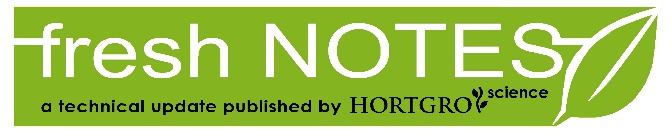 fresh NOTES
a technical update published by HORTGRO science